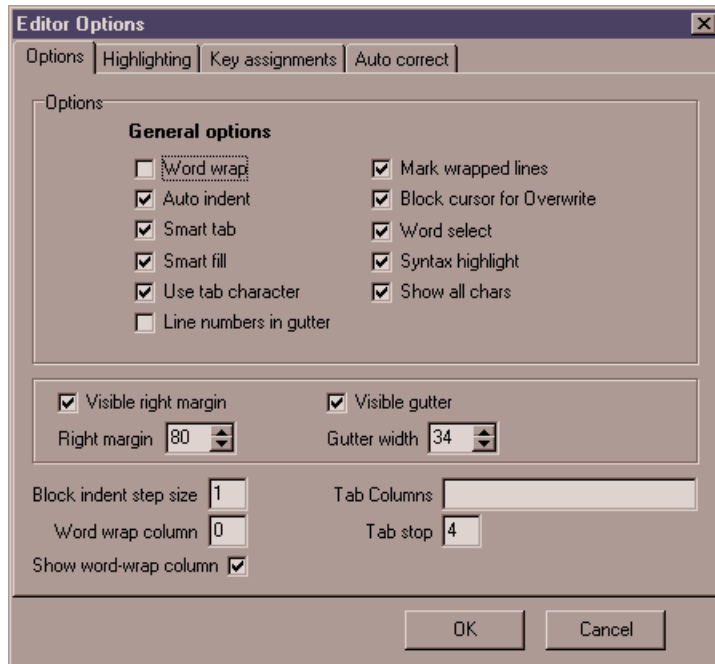 Editor Options
Options Highlighting Key assignments Auto correct
Options
General options
Word wrap Mark wrapped lines
Auto indent Block cursor for Overwrite
Smart tab Word select
Smart fill Syntax highlight
Use tab character Show all chars
Line numbers in gutter
Visible right margin Visible gutter
Right margin 80 Gutter width 34
Block indent step size 1 Tab Columns
Word wrap column 0 Tab stop 4
Show word-wrap column
OK Cancel